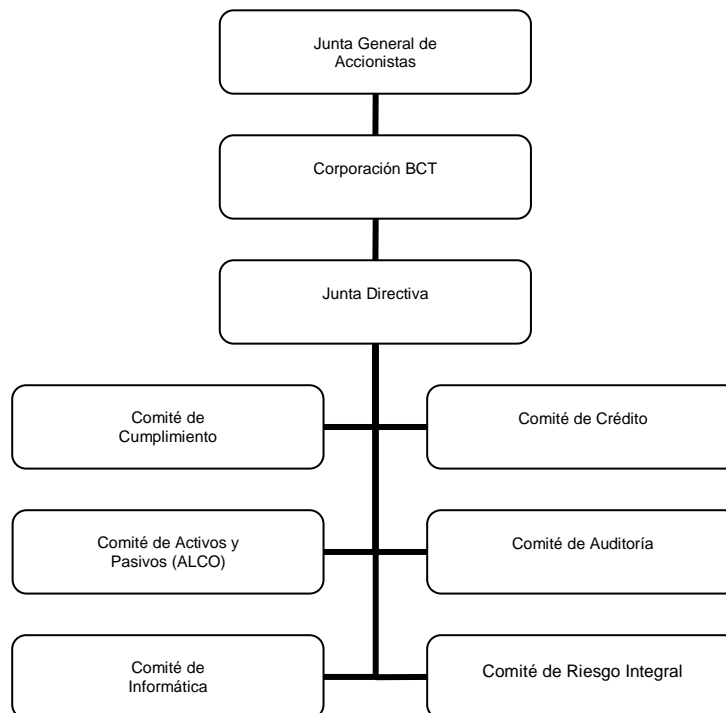 Junta General de
Accionistas
Corporación BCT
Junta Directiva
Comité de
Cumplimiento
Comité de Crédito
Comité de Activos y
Pasivos (ALCO)
Comité de Auditoría
Comité de
Informática
Comité de Riesgo Integral